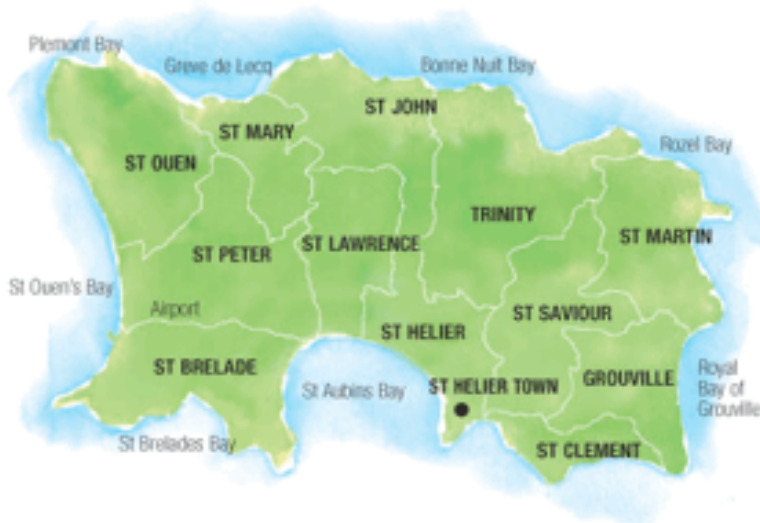 Plemont Bay
Greve de Lecq
Bonne Nuit Bay
ST JOHN
ST MARY
Rozel Bay
ST OUEN
TRINITY
ST MARTIN
ST LAWRENCE
ST PETER
St Ouen's Bay
Airport
ST SAVIOUR
ST HELIER
ST BRELADE
GROUVILLE
Royal
Bay of
Grouville
St Aubins Bay
ST HELIER TOWN
St Brelades Bay
ST CLEMENT